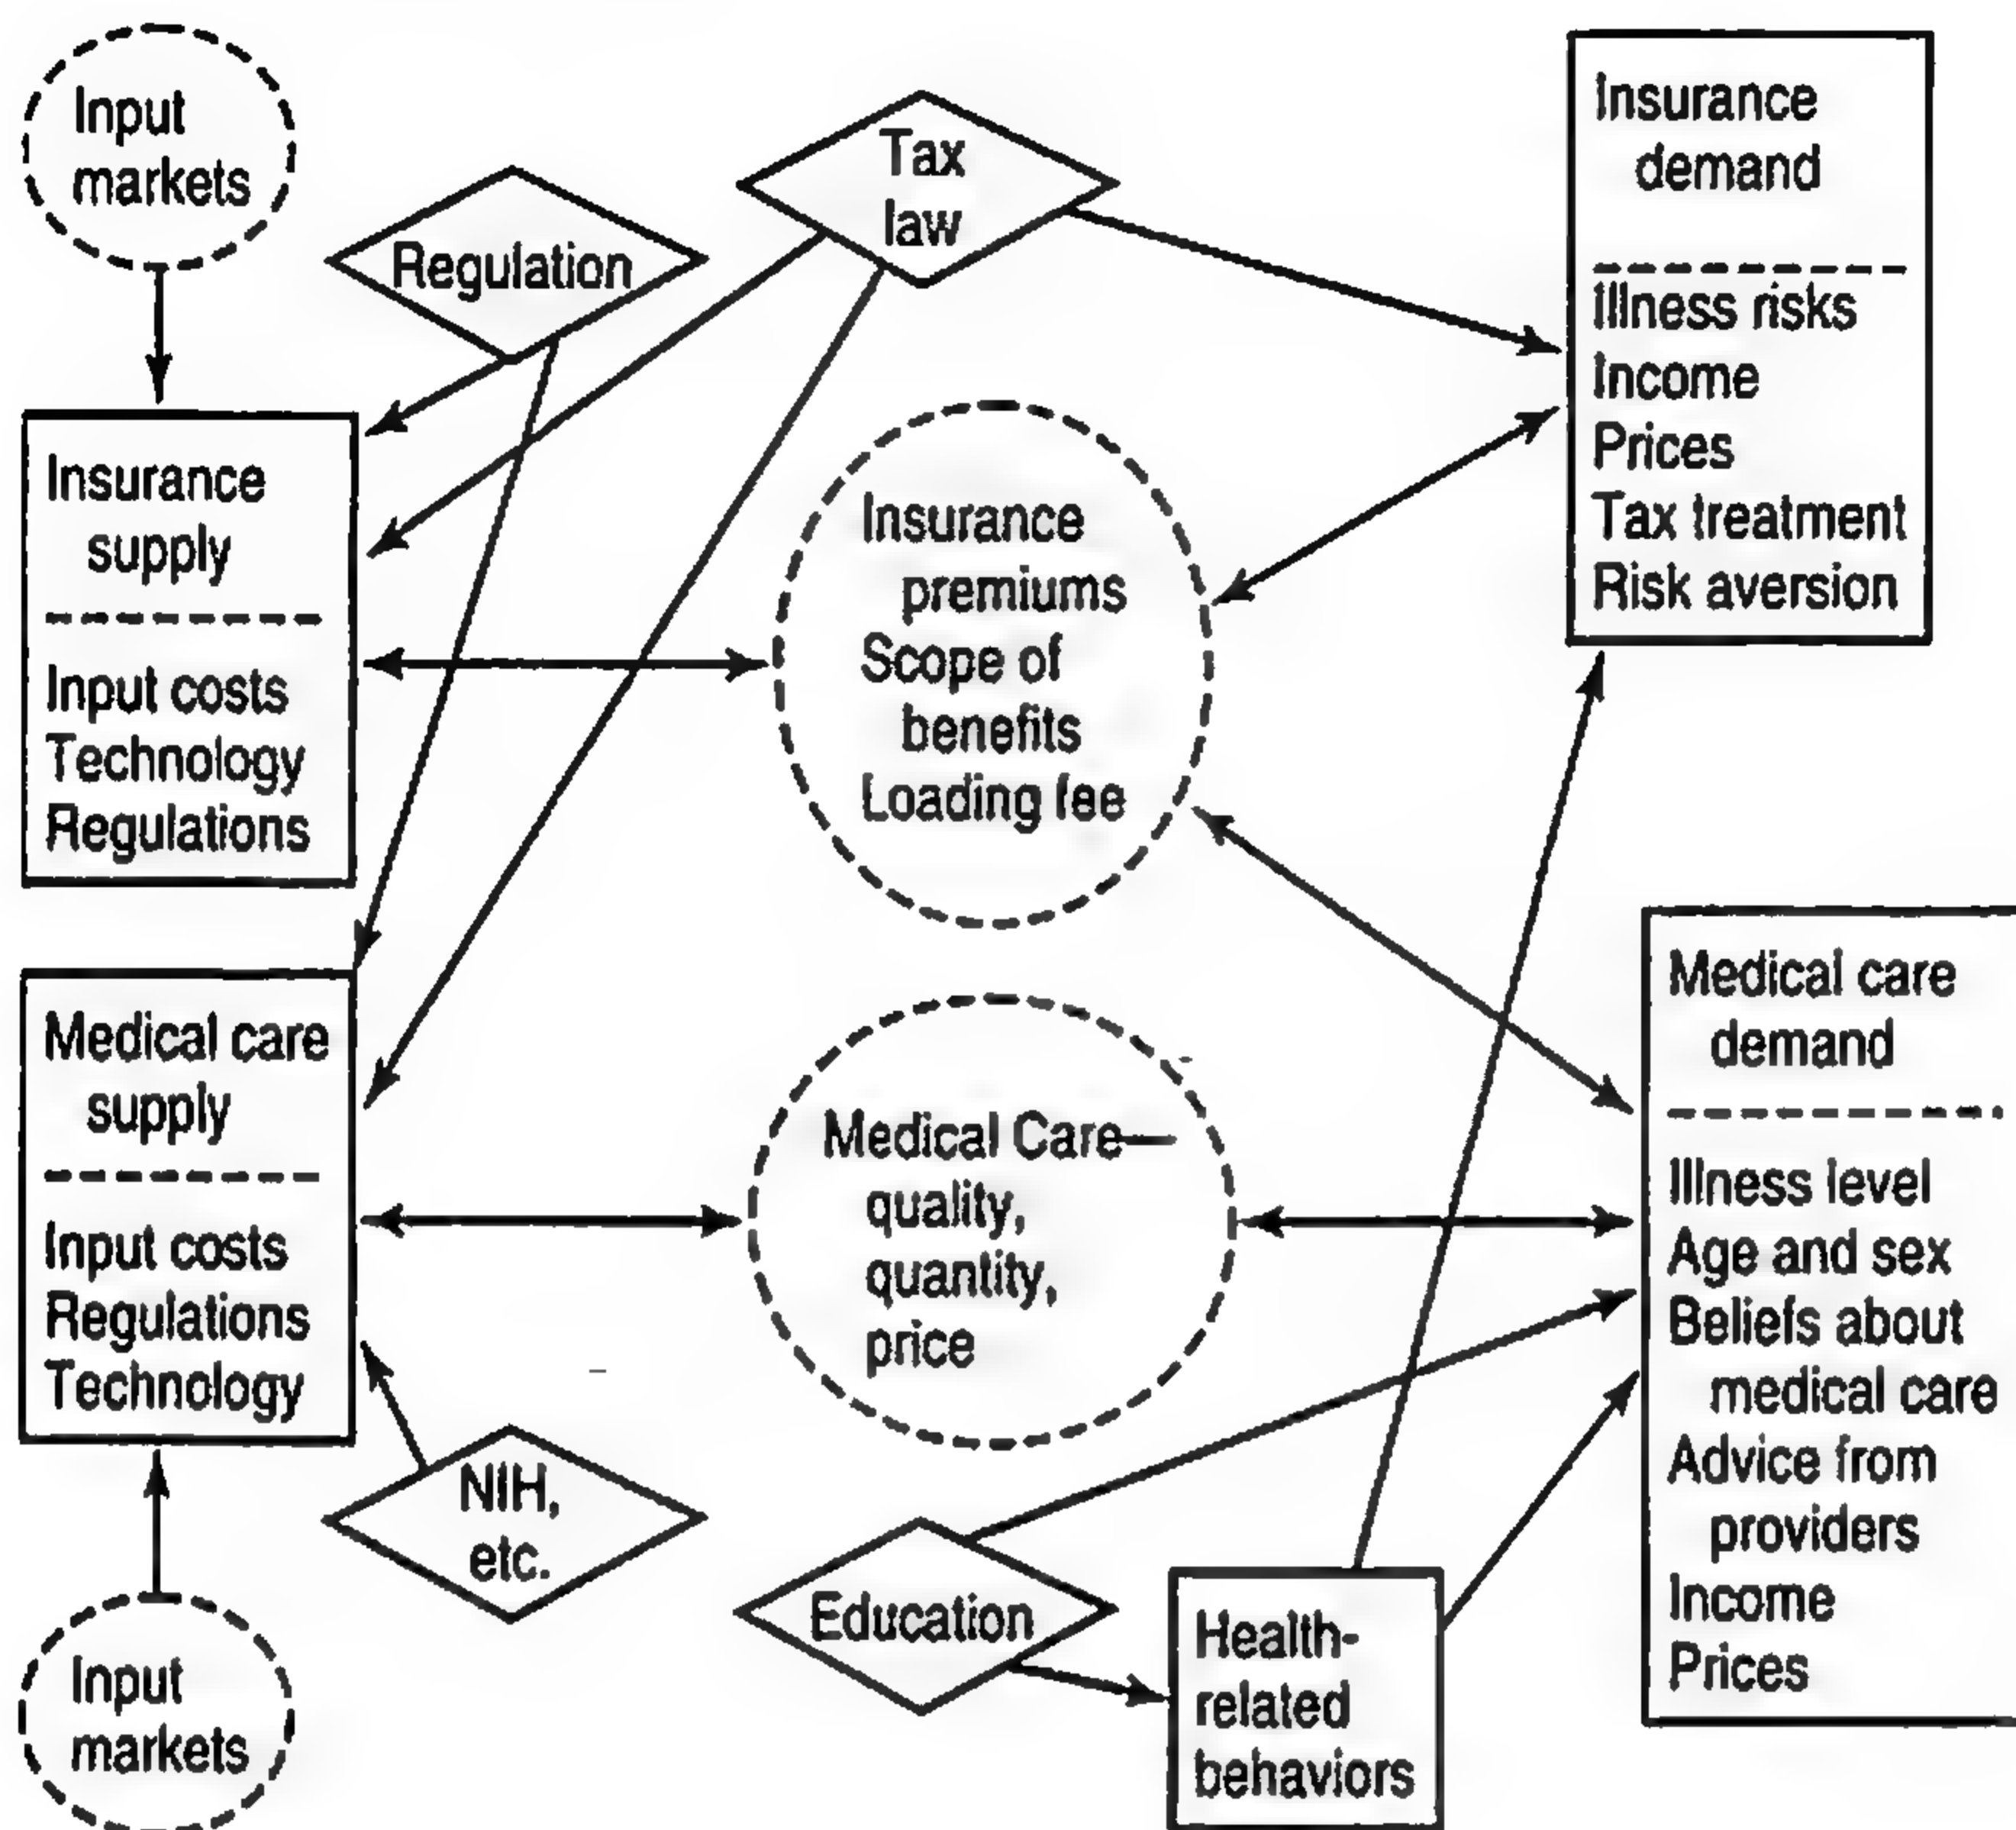 Input
markets
Regulation
Tax
law
Insurance
demand
Illness risks
Income
Prices
Tax treatment
Risk aversion
Insurance
supply
Input costs
Technology
Regulations
Insurance
premiums
Scope of
benefits
Loading fee
Medical care
supply
Input costs
Regulations
Technology
Medical Care—
quality,
quantity,
price
Medical care
demand
Illness level
Age and sex
Beliefs about
medical care
Advice from
providers
Income
Prices
NIH,
etc.
Education
Health-
related
behaviors
Input
markets